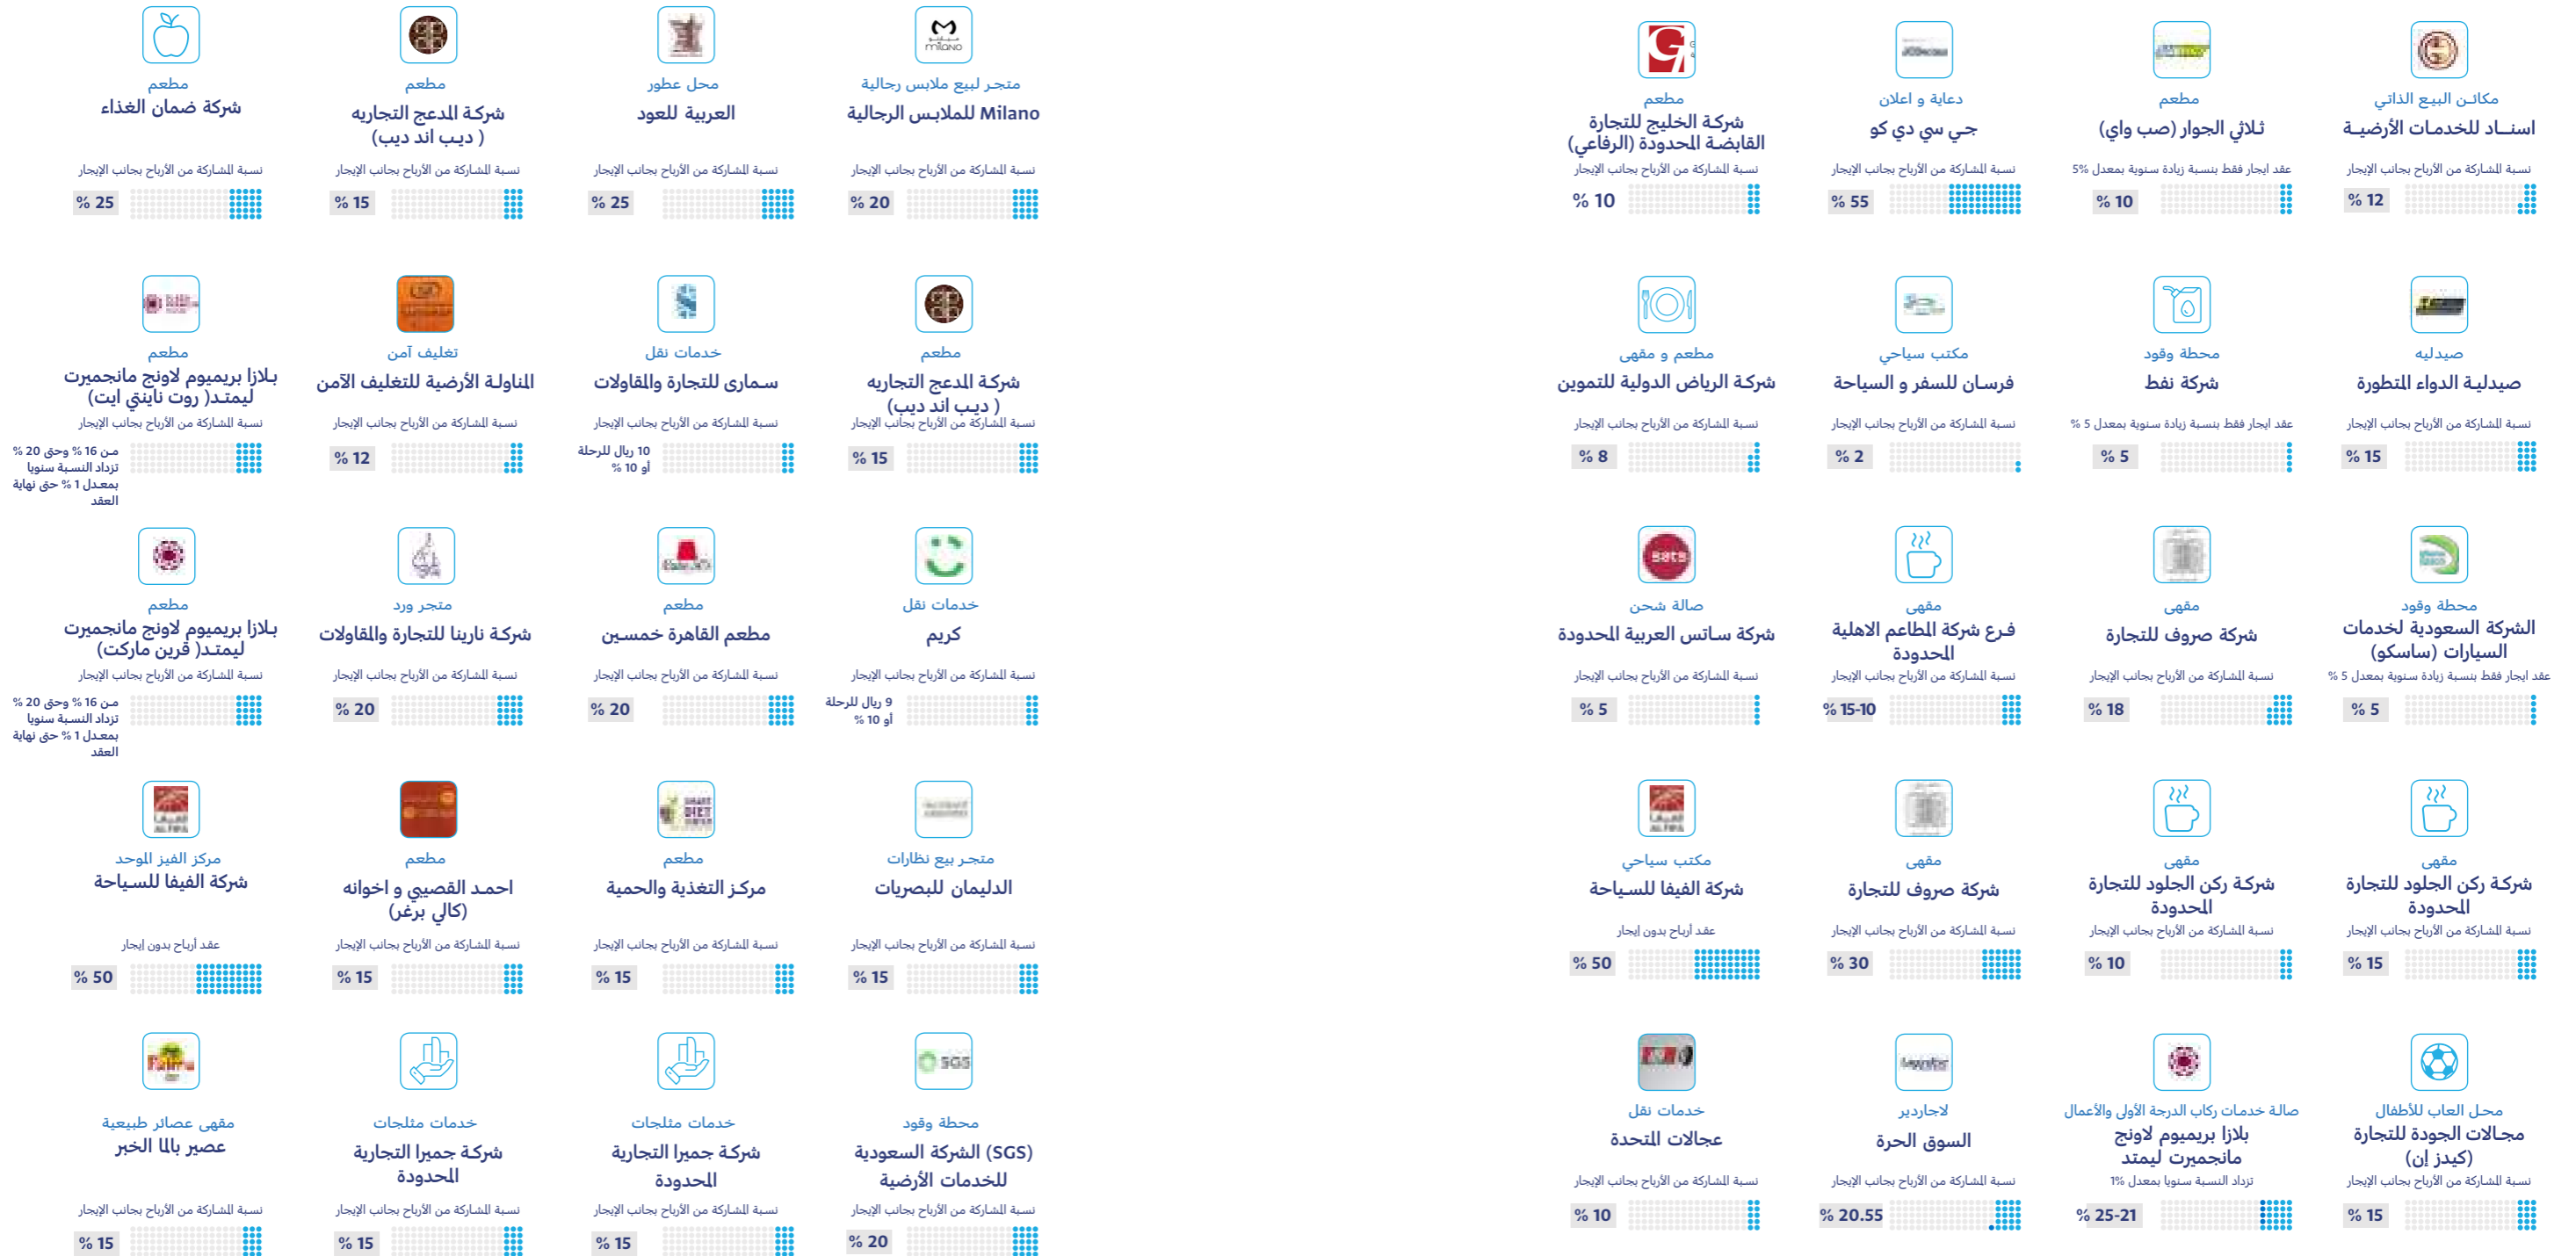 مكائن البيع الذاتي
اسناد للخدمات الأرضية
نسبة المشاركة من الأرباح بجانب الإيجار
% 12
مطعم
ثلاثي الجوار (صب واي)
عقد ايجار فقط بنسبة زيادة سنوية بمعدل 5%
% 10
دعاية و اعلان
جي سي دي كو
نسبة المشاركة من الأرباح بجانب الإيجار
% 55
مطعم
شركة الخليج للتجارة
القابضة المحدودة (الرفاعي)
نسبة المشاركة من الأرباح بجانب الإيجار
% 10
صيدليه
صيدلية الدواء المتطورة
نسبة المشاركة من الأرباح بجانب الإيجار
% 15
محطة وقود
شركة نفط
عقد ايجار فقط بنسبة زيادة سنوية بمعدل 5 %
% 5
مكتب سياحي
فرسان للسفر و السياحة
نسبة المشاركة من الأرباح بجانب الإيجار
% 2
مطعم و مقهى
شركة الرياض الدولية للتموين
نسبة المشاركة من الأرباح بجانب الإيجار
% 8
محطة وقود
الشركة السعودية لخدمات
السيارات (ساسكو)
عقد ايجار فقط بنسبة زيادة سنوية بمعدل 5 %
% 5
مقهى
شركة صروف للتجارة
نسبة المشاركة من الأرباح بجانب الإيجار
% 18
مقهى
فرع شركة المطاعم الاهلية
المحدودة
نسبة المشاركة من الأرباح بجانب الإيجار
% 15-10
sats
صالة شحن
شركة ساتس العربية المحدودة
نسبة المشاركة من الأرباح بجانب الإيجار
% 5
مقهى
شركة ركن الجلود للتجارة
المحدودة
نسبة المشاركة من الأرباح بجانب الإيجار
% 15
مقهى
شركة ركن الجلود للتجارة
المحدودة
نسبة المشاركة من الأرباح بجانب الإيجار
% 10
مقهى
شركة صروف للتجارة
نسبة المشاركة من الأرباح بجانب الإيجار
% 30
مكتب سياحي
شركة الفيفا للسياحة
عقد أرباح بدون إيجار
% 50
محل العاب للأطفال
مجالات الجودة للتجارة
(كيدز إن)
نسبة المشاركة من الأرباح بجانب الإيجار
% 15
صالة خدمات ركاب الدرجة الأولى والأعمال
بلازا بريميوم لاونج
مانجميرت ليمتد
تزداد النسبة سنويا بمعدل 1%
% 25-21
لاجاردير
السوق الحرة
نسبة المشاركة من الأرباح بجانب الإيجار
% 20.55
خدمات نقل
عجالات المتحدة
نسبة المشاركة من الأرباح بجانب الإيجار
% 10
milano
متجر لبيع ملابس رجالية
Milano للملابس الرجالية
نسبة المشاركة من الأرباح بجانب الإيجار
% 20
محل عطور
العربية للعود
نسبة المشاركة من الأرباح بجانب الإيجار
% 25
مطعم
شركة المدعج التجاريه
( ديب اند ديب)
نسبة المشاركة من الأرباح بجانب الإيجار
% 15
مطعم
شركة ضمان الغذاء
نسبة المشاركة من الأرباح بجانب الإيجار
% 25
مطعم
شركة المدعج التجاريه
( ديب اند ديب)
نسبة المشاركة من الأرباح بجانب الإيجار
% 15
خدمات نقل
سمارى للتجارة والمقاولات
نسبة المشاركة من الأرباح بجانب الإيجار
10 ريال للرحلة
أو 10 %
تغليف آمن
المناولة الأرضية للتغليف الآمن
نسبة المشاركة من الأرباح بجانب الإيجار
% 12
مطعم
بلازا بريميوم لاونج مانجميرت
ليمتد( روت ناينتي ايت)
نسبة المشاركة من الأرباح بجانب الإيجار
من 16 % وحتى 20 %
تزداد النسبة سنويا
بمعدل 1 % حتى نهاية
العقد
خدمات نقل
كريم
نسبة المشاركة من الأرباح بجانب الإيجار
9 ريال للرحلة
أو 10 %
مطعم
مطعم القاهرة خمسين
نسبة المشاركة من الأرباح بجانب الإيجار
% 20
متجر ورد
شركة نارينا للتجارة والمقاولات
نسبة المشاركة من الأرباح بجانب الإيجار
% 20
مطعم
بلازا بريميوم لاونج مانجميرت
ليمتد( قرين ماركت)
نسبة المشاركة من الأرباح بجانب الإيجار
من 16 % وحتى 20 %
تزداد النسبة سنويا
بمعدل 1 % حتى نهاية
العقد
متجر بيع نظارات
الدليمان للبصريات
نسبة المشاركة من الأرباح بجانب الإيجار
% 15
مطعم
مركز التغذية والحمية
نسبة المشاركة من الأرباح بجانب الإيجار
% 15
مطعم
احمد القصيبي و اخوانه
(كالي برغر)
نسبة المشاركة من الأرباح بجانب الإيجار
% 15
مركز الفيز الموحد
شركة الفيفا للسياحة
عقد أرباح بدون إيجار
% 50
SGS
محطة وقود
(SGS) الشركة السعودية
للخدمات الأرضية
نسبة المشاركة من الأرباح بجانب الإيجار
% 20
خدمات مثلجات
شركة جميرا التجارية
المحدودة
نسبة المشاركة من الأرباح بجانب الإيجار
% 15
خدمات مثلجات
شركة جميرا التجارية
المحدودة
نسبة المشاركة من الأرباح بجانب الإيجار
% 15
مقهى عصائر طبيعية
عصير بالما الخبر
نسبة المشاركة من الأرباح بجانب الإيجار
% 15